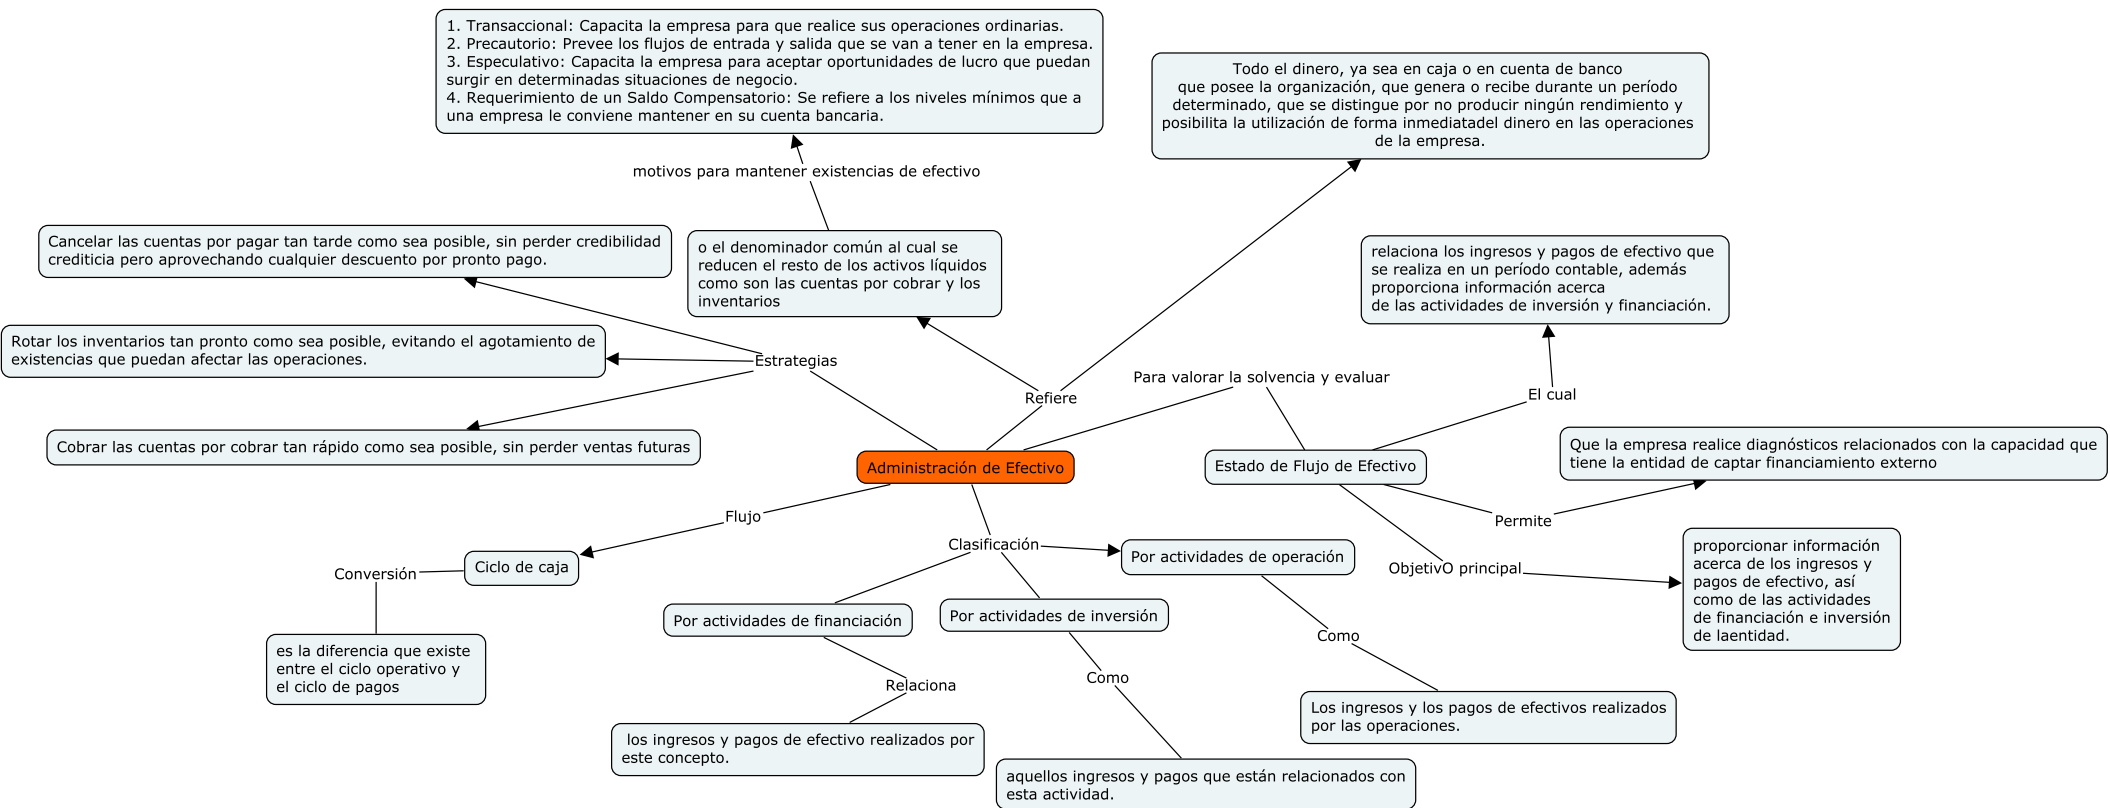 1. Transaccional: Capacita la empresa para que realice sus operaciones ordinarias.
2. Precautorio: Prevee los flujos de entrada y salida que se van a tener en la empresa.
3. Especulativo: Capacita la empresa para aceptar oportunidades de lucro que puedan
surgir en determinadas situaciones de negocio.
4. Requerimiento de un Saldo Compensatorio: Se refiere a los niveles mínimos que a
una empresa le conviene mantener en su cuenta bancaria.
Todo el dinero, ya sea en caja o en cuenta de banco
que posee la organización, que genera o recibe durante un período
determinado, que se distingue por no producir ningún rendimiento y
posibilita la utilización de forma inmediatadel dinero en las operaciones
de la empresa.
motivos para mantener existencias de efectivo
Cancelar las cuentas por pagar tan tarde como sea posible, sin perder credibilidad
crediticia pero aprovechando cualquier descuento por pronto pago.
o el denominador común al cual se
reducen el resto de los activos líquidos
como son las cuentas por cobrar y los
inventarios
relaciona los ingresos y pagos de efectivo que
se realiza en un período contable, además
proporciona información acerca
de las actividades de inversión y financiación.
Rotar los inventarios tan pronto como sea posible, evitando el agotamiento de
existencias que puedan afectar las operaciones.
Estrategias
Refiere
Para valorar la solvencia y evaluar
El cual
Cobrar las cuentas por cobrar tan rápido como sea posible, sin perder ventas futuras
Administración de Efectivo
Estado de Flujo de Efectivo
Que la empresa realice diagnósticos relacionados con la capacidad que
tiene la entidad de captar financiamiento externo
Flujo
Permite
Clasificación
Ciclo de caja
Conversión
Por actividades de operación
ObjetivO principal
proporcionar información
acerca de los ingresos y
pagos de efectivo, así
como de las actividades
de financiación e inversión
de laentidad.
Por actividades de financiación
Por actividades de inversión
es la diferencia que existe
entre el ciclo operativo y
el ciclo de pagos
Como
Relaciona
Como
Los ingresos y los pagos de efectivos realizados
por las operaciones.
los ingresos y pagos de efectivo realizados por
este concepto.
aquellos ingresos y pagos que están relacionados con
esta actividad.